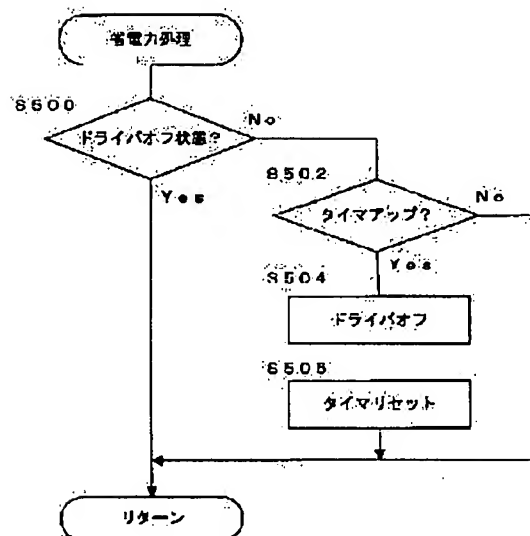 省電力処理
S500
ドライバオフ状態?
No
Yes
S502
タイマアップ?
No
Yes
S504
ドライバオフ
S505
タイマリセット
リターン